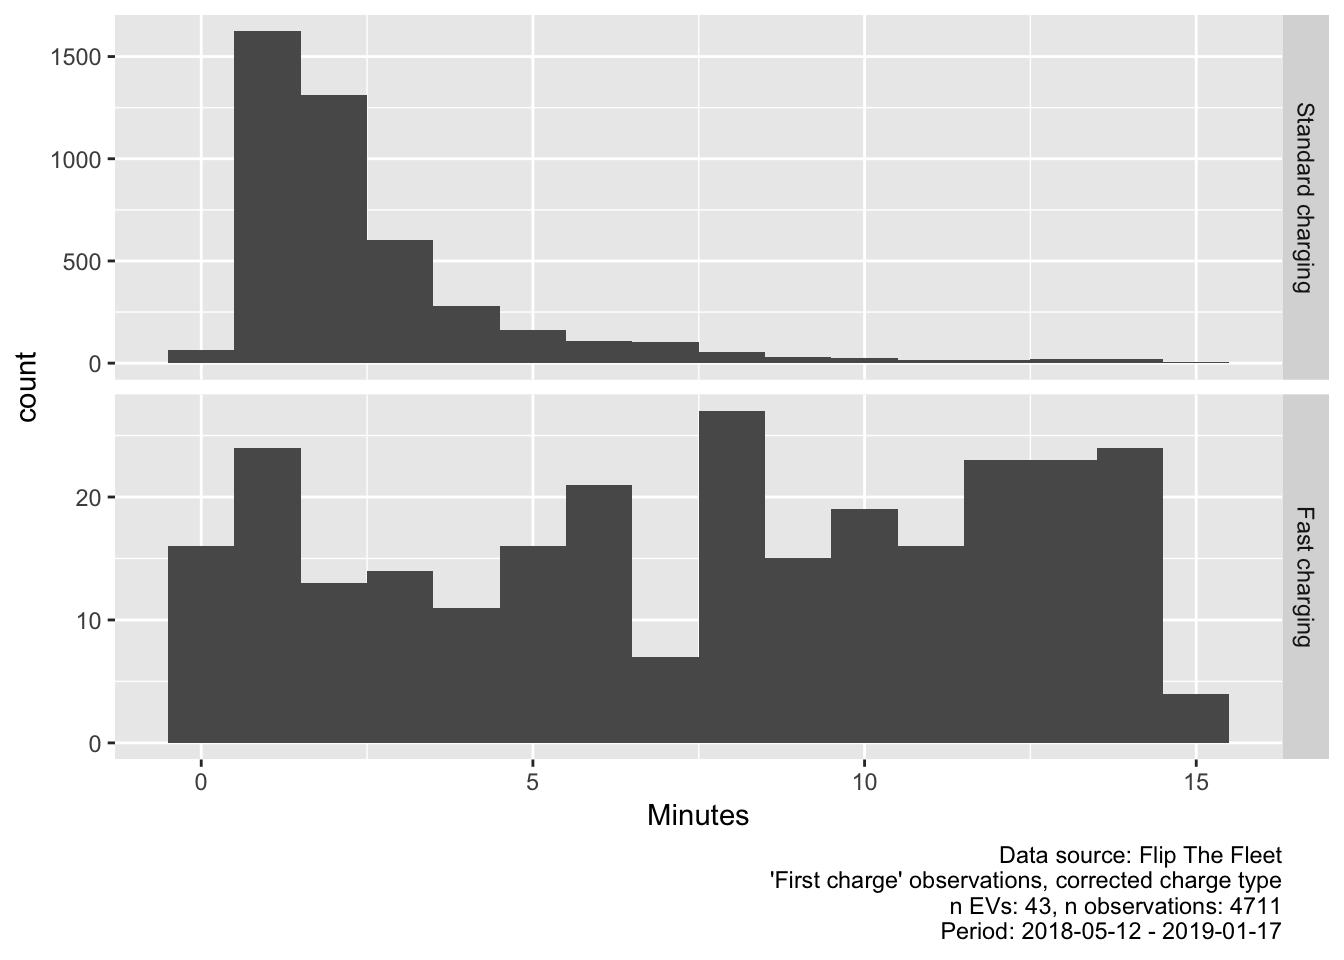 1500
1000
500
0
Standard charging
count
20
10
0
Fast charging
0 5 10 15
Minutes
Data source: Flip The Fleet
'First charge' observations, corrected charge type
n EVs: 43, n observations: 4711
Period: 2018-05-12 - 2019-01-17